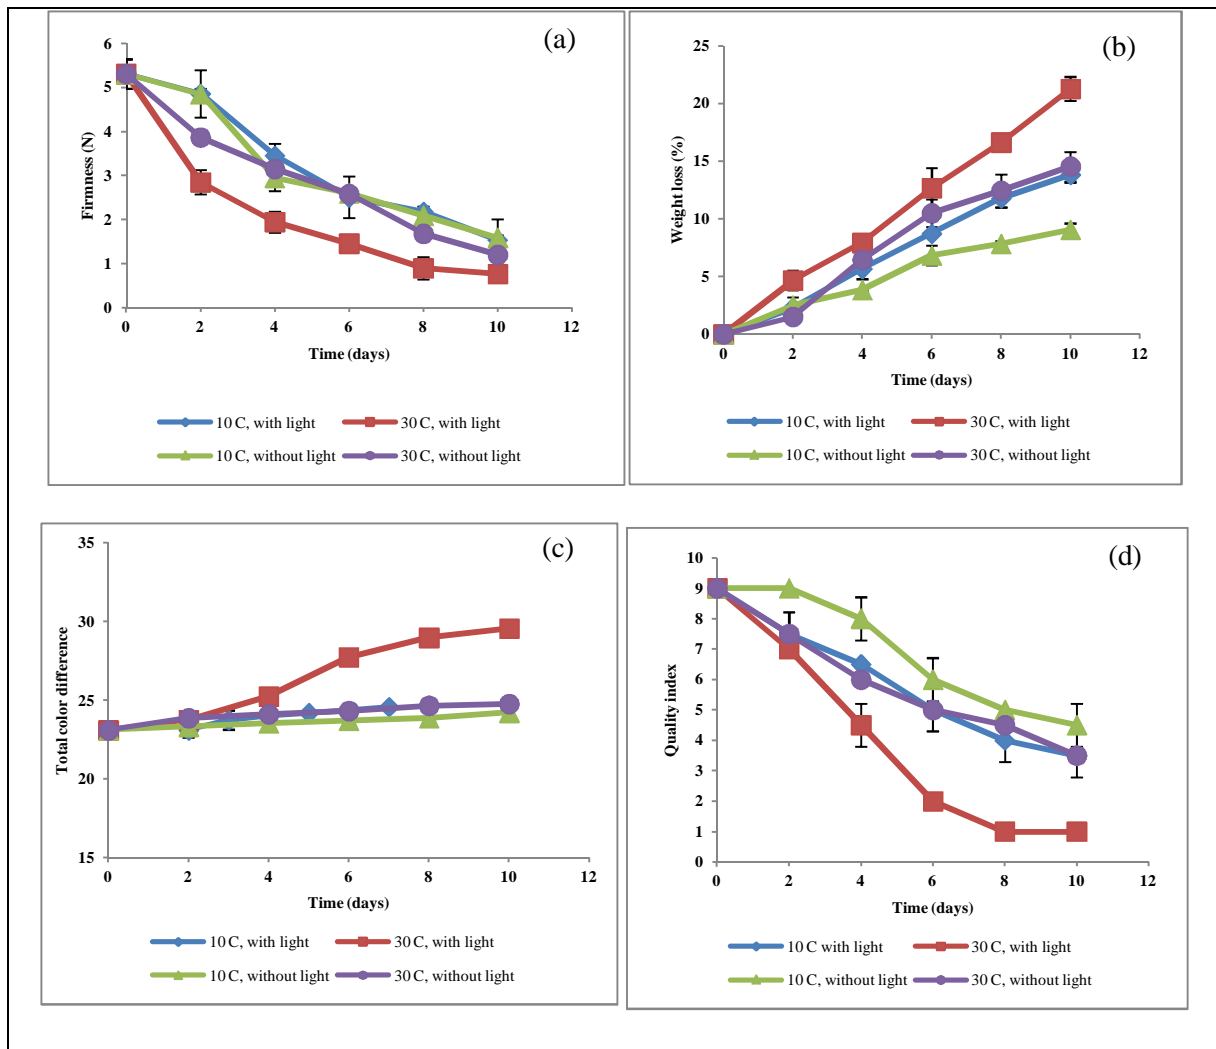 (a)
6
5
4
3
2
1
0
Firmness (N)
0 2 4 6 8 10 12
Time (days)
10 C, with light 30 C, with light
10 C, without light 30 C, without light
(b)
25
20
15
10
5
0
Weight loss (%)
0 2 4 6 8 10 12
Time (days)
10 C, with light 30 C, with light
10 C, without light 30 C, without light
(c)
35
30
25
20
15
Total color difference
0 2 4 6 8 10 12
Time (days)
10 C, with light 30 C, with light
10 C, without light 30 C, without light
(d)
10
9
8
7
6
5
4
3
2
1
0
Quality index
0 2 4 6 8 10 12
Time (days)
10 C with light 30 C, with light
10 C, without light 30 C, without light